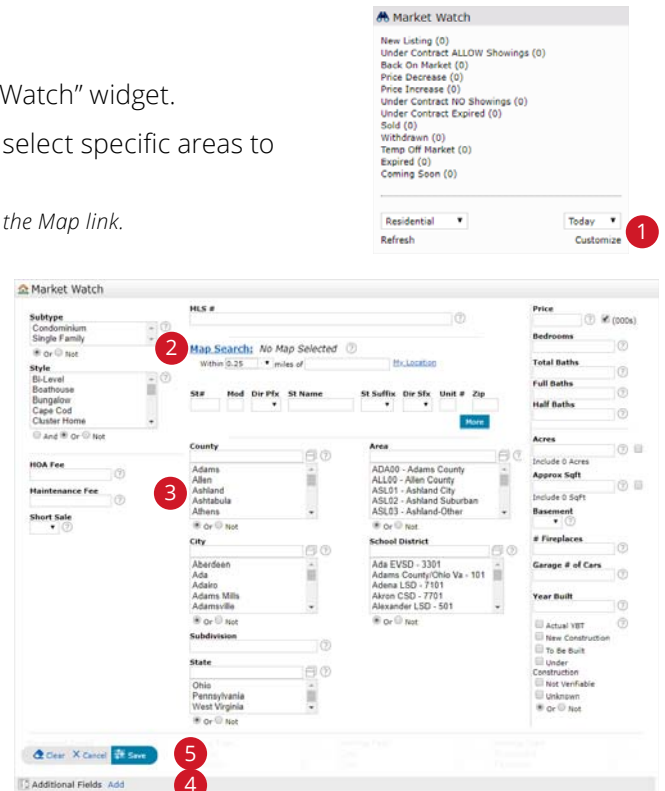 Market Watch
New Listing (0)
Under Contract ALLOW Showings (0)
Back On Market (0)
Price Decrease (0)
Price Increase (0)
Under Contract NO Showings (0)
Under Contract Expired (0)
Sold (0)
Withdrawn (0)
Temp Off Market (0)
Expired (0)
Coming Soon (0)
Residential Today
Refresh Customize 1
Watch” widget.
select specific areas to
the Map link.
Market Watch
Subtype
Condominium
Single Family
Or Not
Style
Bi-Level
Boathouse
Bungalow
Cape Cod
Cluster Home
And Or Not
HOA Fee
Maintenance Fee
Short Sale
MLS #
2 Map Search: No Map Selected
Within 0.25 miles of My Location
St# Mod Dir Pfx St Name St Suffix Dir Sfx Unit # Zip
More
3
County
Adams
Allen
Ashland
Ashtabula
Athens
Or Not
Area
ADA00 - Adams County
ALL00 - Allen County
ASL01 - Ashland City
ASL02 - Ashland Suburban
ASL03 - Ashland-Other
Or Not
City
Aberdeen
Ada
Adairo
Adams Mills
Adamsville
Or Not
School District
Ada EVSD - 3301
Adams County/Ohio Va - 101
Adena LSD - 7101
Akron CSD - 7701
Alexander LSD - 501
Or Not
Subdivision
State
Ohio
Pennsylvania
West Virginia
Or Not
Price
(000s)
Bedrooms
Total Baths
Full Baths
Half Baths
Acres
Include 0 Acres
Approx Sqft
Include 0 SqFt
Basement
# Fireplaces
Garage # of Cars
Year Built
Actual YBT
New Construction
To Be Built
Under
Construction
Not Verifiable
Unknown
Or Not
Clear Cancel Save 5
Additional Fields Add 4